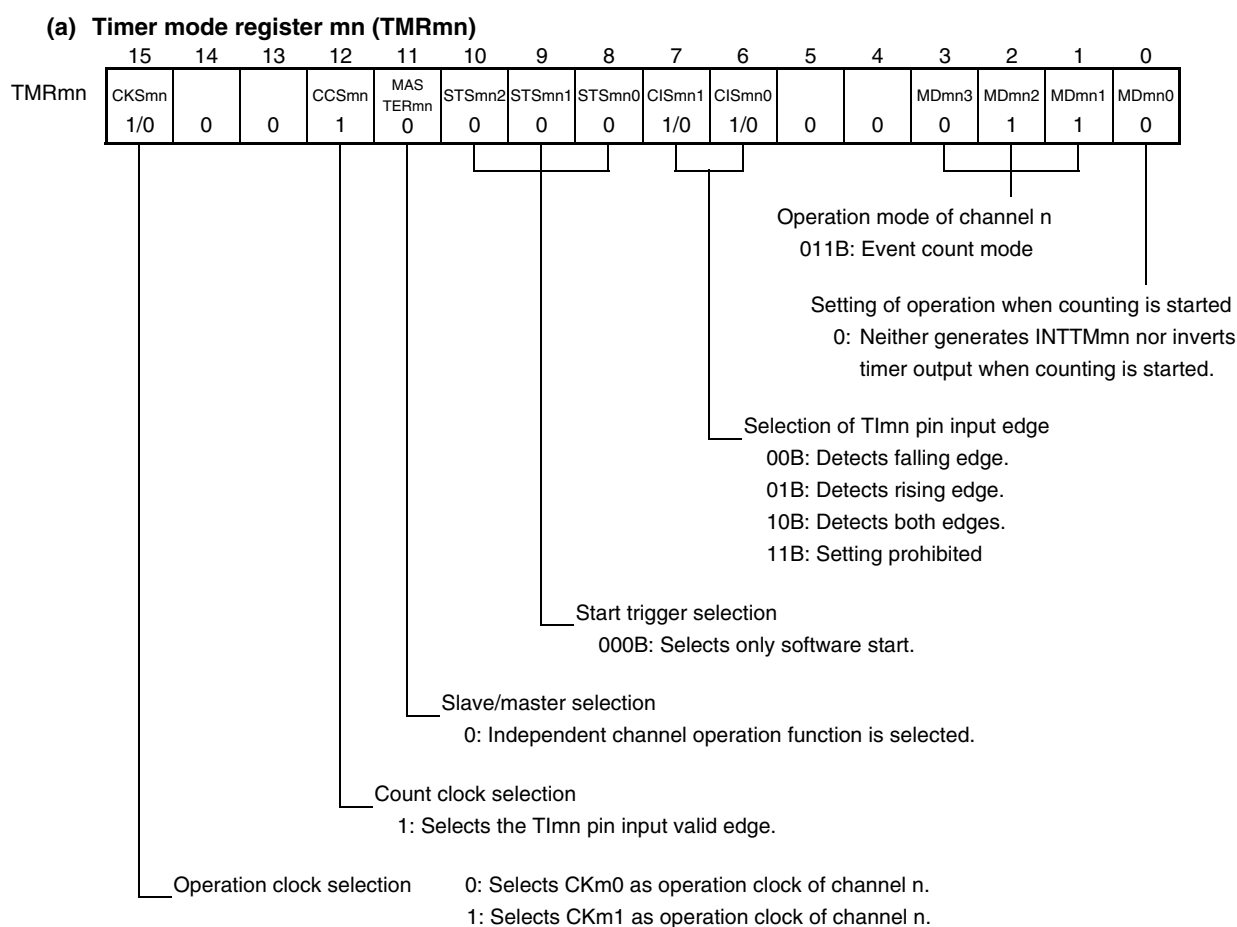 (a) Timer mode register mn (TMRmn)
15 14 13 12 11 10 9 8 7 6 5 4 3 2 1 0
TMRmn CKSmn CCSmn MAS TERmn STSmn2 STSmn1 STSmn0 CISmn1 CISmn0 MDmn3 MDmn2 MDmn1 MDmn0
1/0 0 0 1 0 0 0 0 1/0 1/0 0 0 0 1 1 0
Operation mode of channel n
011B: Event count mode
Setting of operation when counting is started
0: Neither generates INTTMmn nor inverts
timer output when counting is started.
Selection of TImn pin input edge
00B: Detects falling edge.
01B: Detects rising edge.
10B: Detects both edges.
11B: Setting prohibited
Start trigger selection
000B: Selects only software start.
Slave/master selection
0: Independent channel operation function is selected.
Count clock selection
1: Selects the TImn pin input valid edge.
Operation clock selection 0: Selects CKm0 as operation clock of channel n.
1: Selects CKm1 as operation clock of channel n.